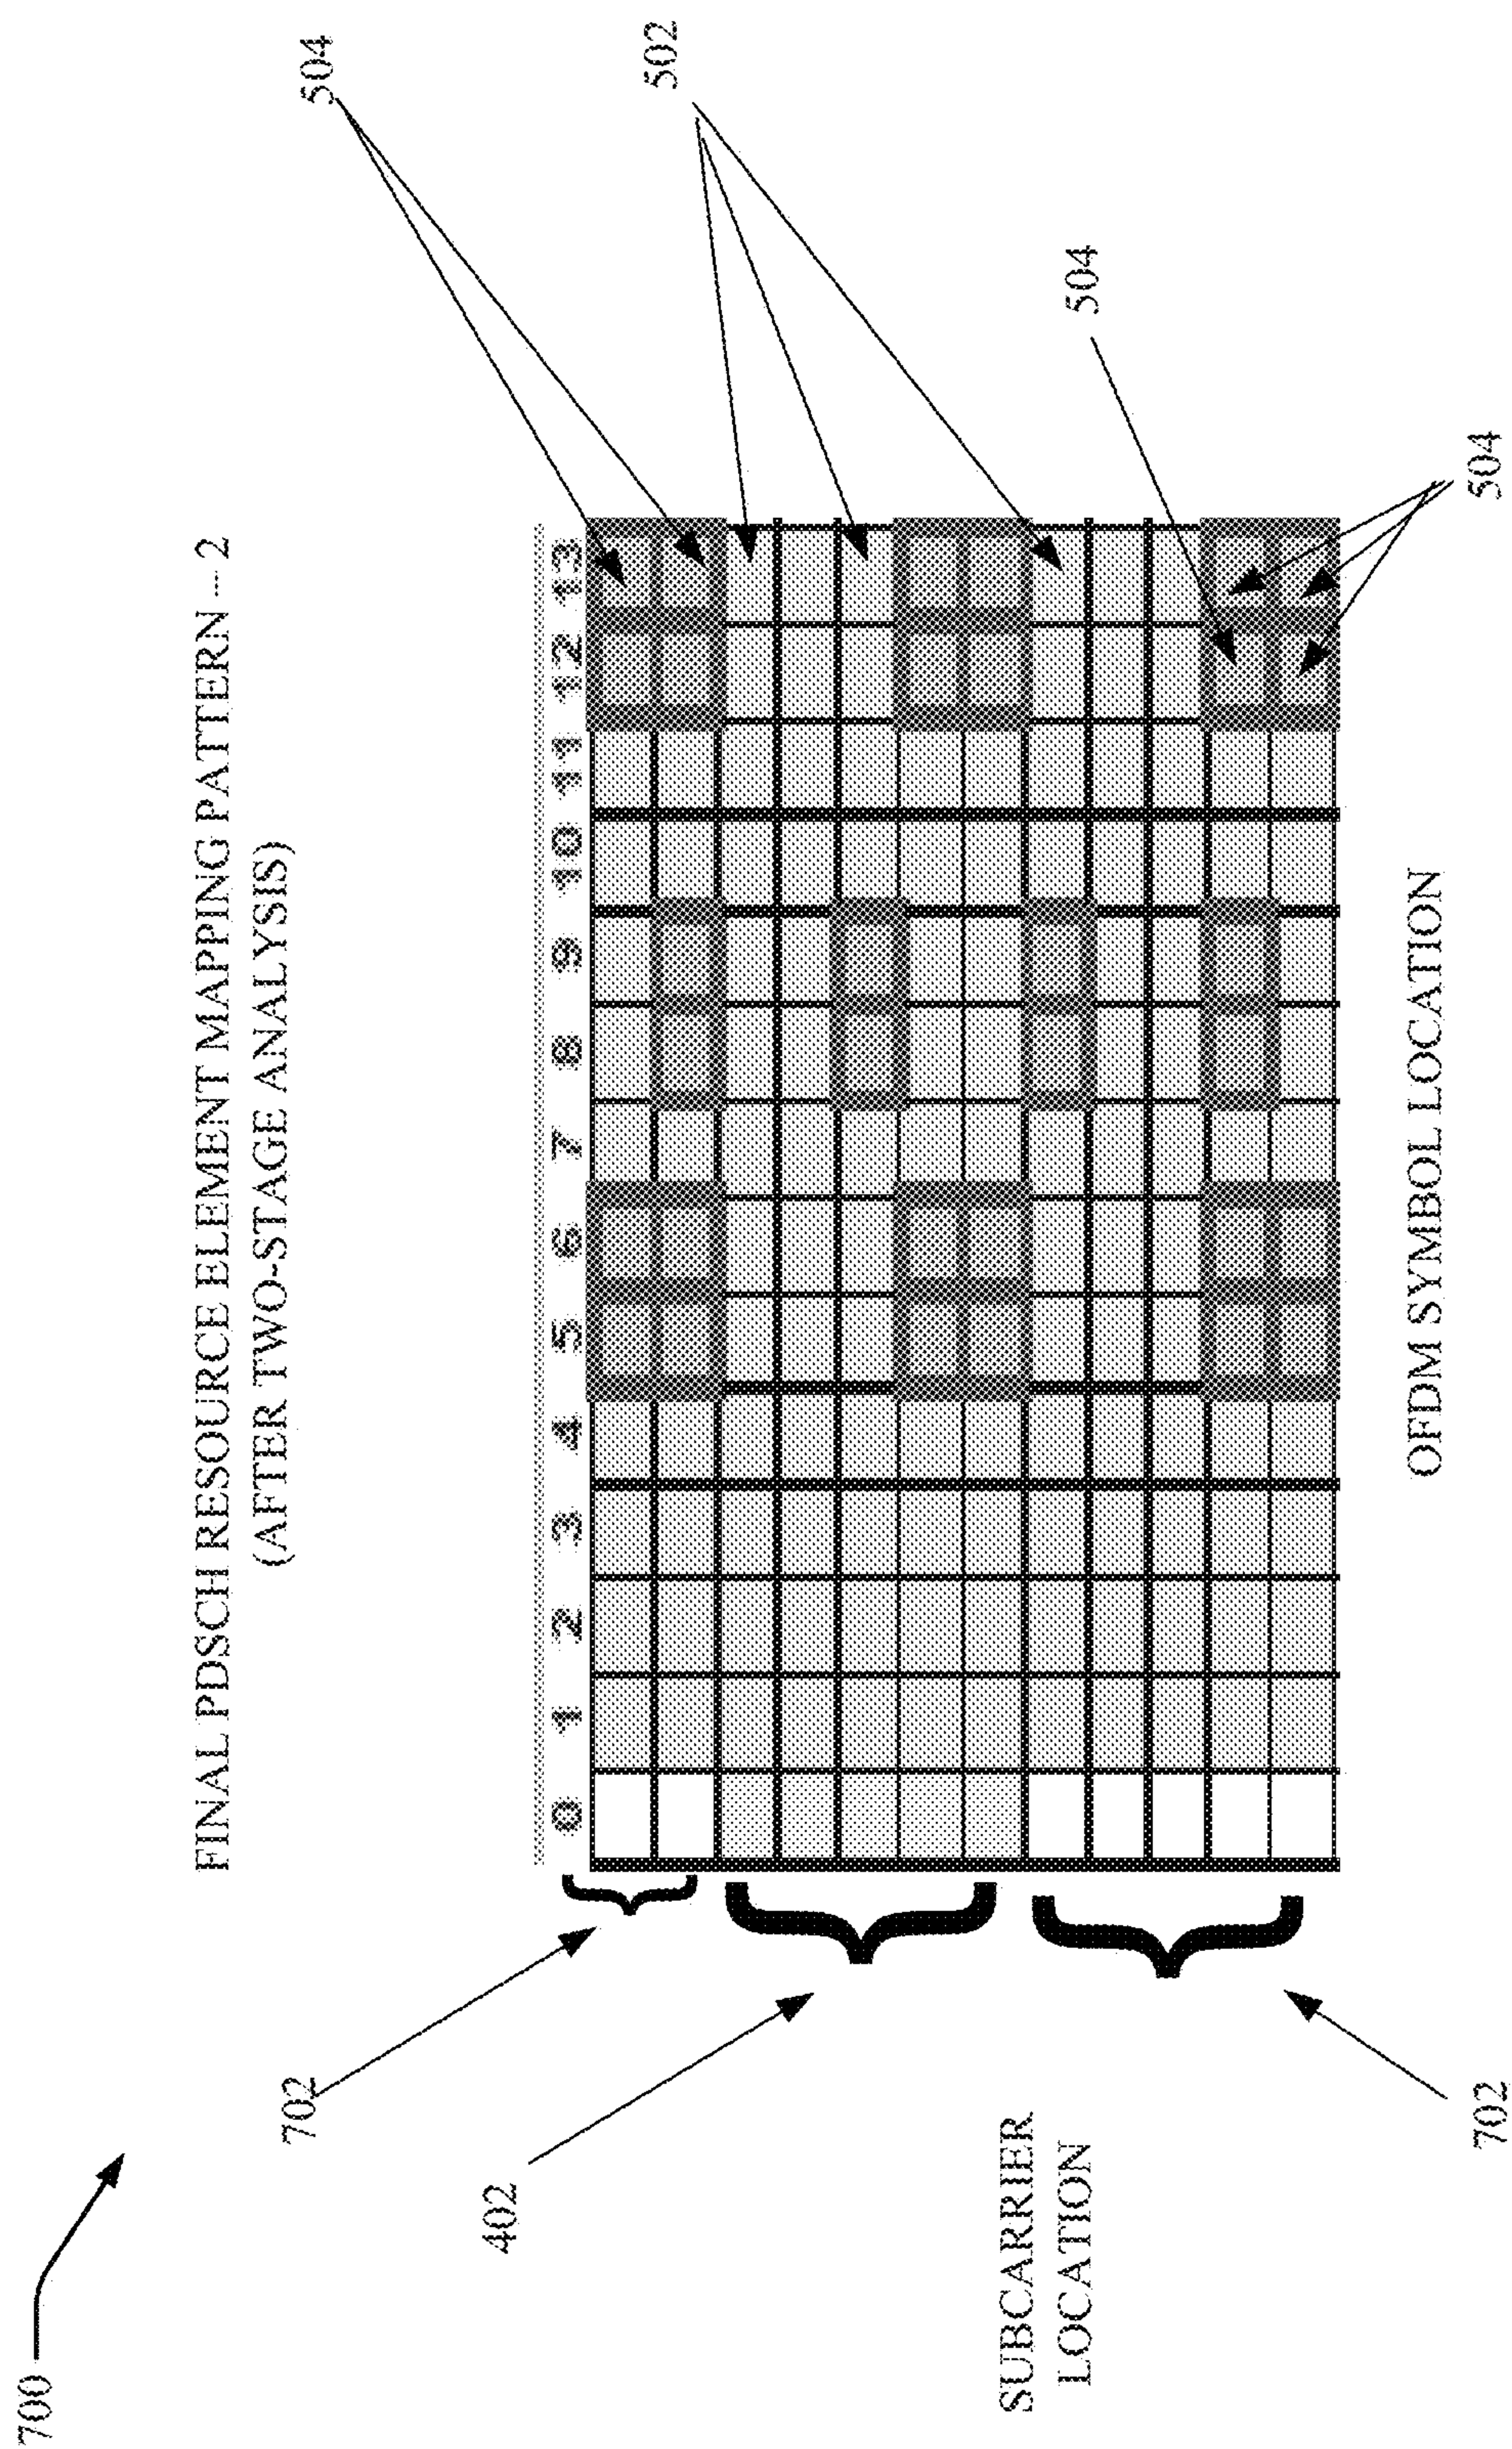 700
FINAL PDSCH RESOURCE ELEMENT MAPPING PATTERN -- 2
(AFTER TWO-STAGE ANALYSIS)
504
502
504
504
702
402
702
0 1 2 3 4 5 6 7 8 9 10 11 12 13
SUBCARRIER
LOCATION
OFDM SYMBOL LOCATION